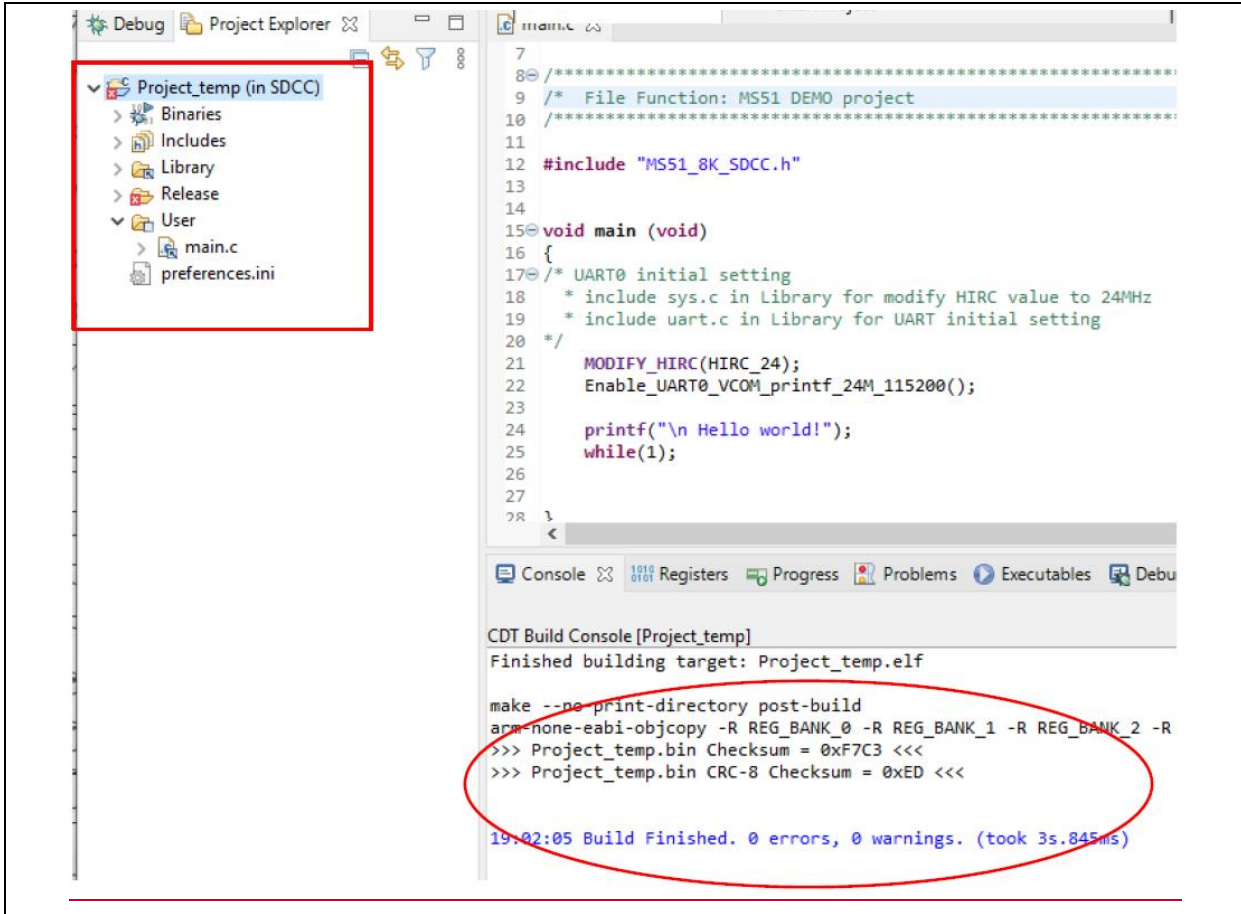 Debug Project Explorer
Project_temp (in SDCC)
Binaries
Includes
Library
Release
User
main.c
preferences.ini
main.c
7
8 /************************************************************
9 /* File Function: MS51 DEMO project
10 /************************************************************
11
12 #include "MS51_8K_SDCC.h"
13
14
15 void main (void)
16 {
17 /* UART0 initial setting
18 * include sys.c in Library for modify HIRC value to 24MHz
19 * include uart.c in Library for UART initial setting
20 */
21 MODIFY_HIRC(HIRC_24);
22 Enable_UART0_VCOM_printf_24M_115200();
23
24 printf("\n Hello world!");
25 while(1);
26
27
28 }
Console Registers Progress Problems Executables Debu
CDT Build Console [Project_temp]
Finished building target: Project_temp.elf
make --no-print-directory post-build
arm-none-eabi-objcopy -R REG_BANK_0 -R REG_BANK_1 -R REG_BANK_2 -R
>>> Project_temp.bin Checksum = 0xF7C3 <<<
>>> Project_temp.bin CRC-8 Checksum = 0xED <<<
19:02:05 Build Finished. 0 errors, 0 warnings. (took 3s.845ms)